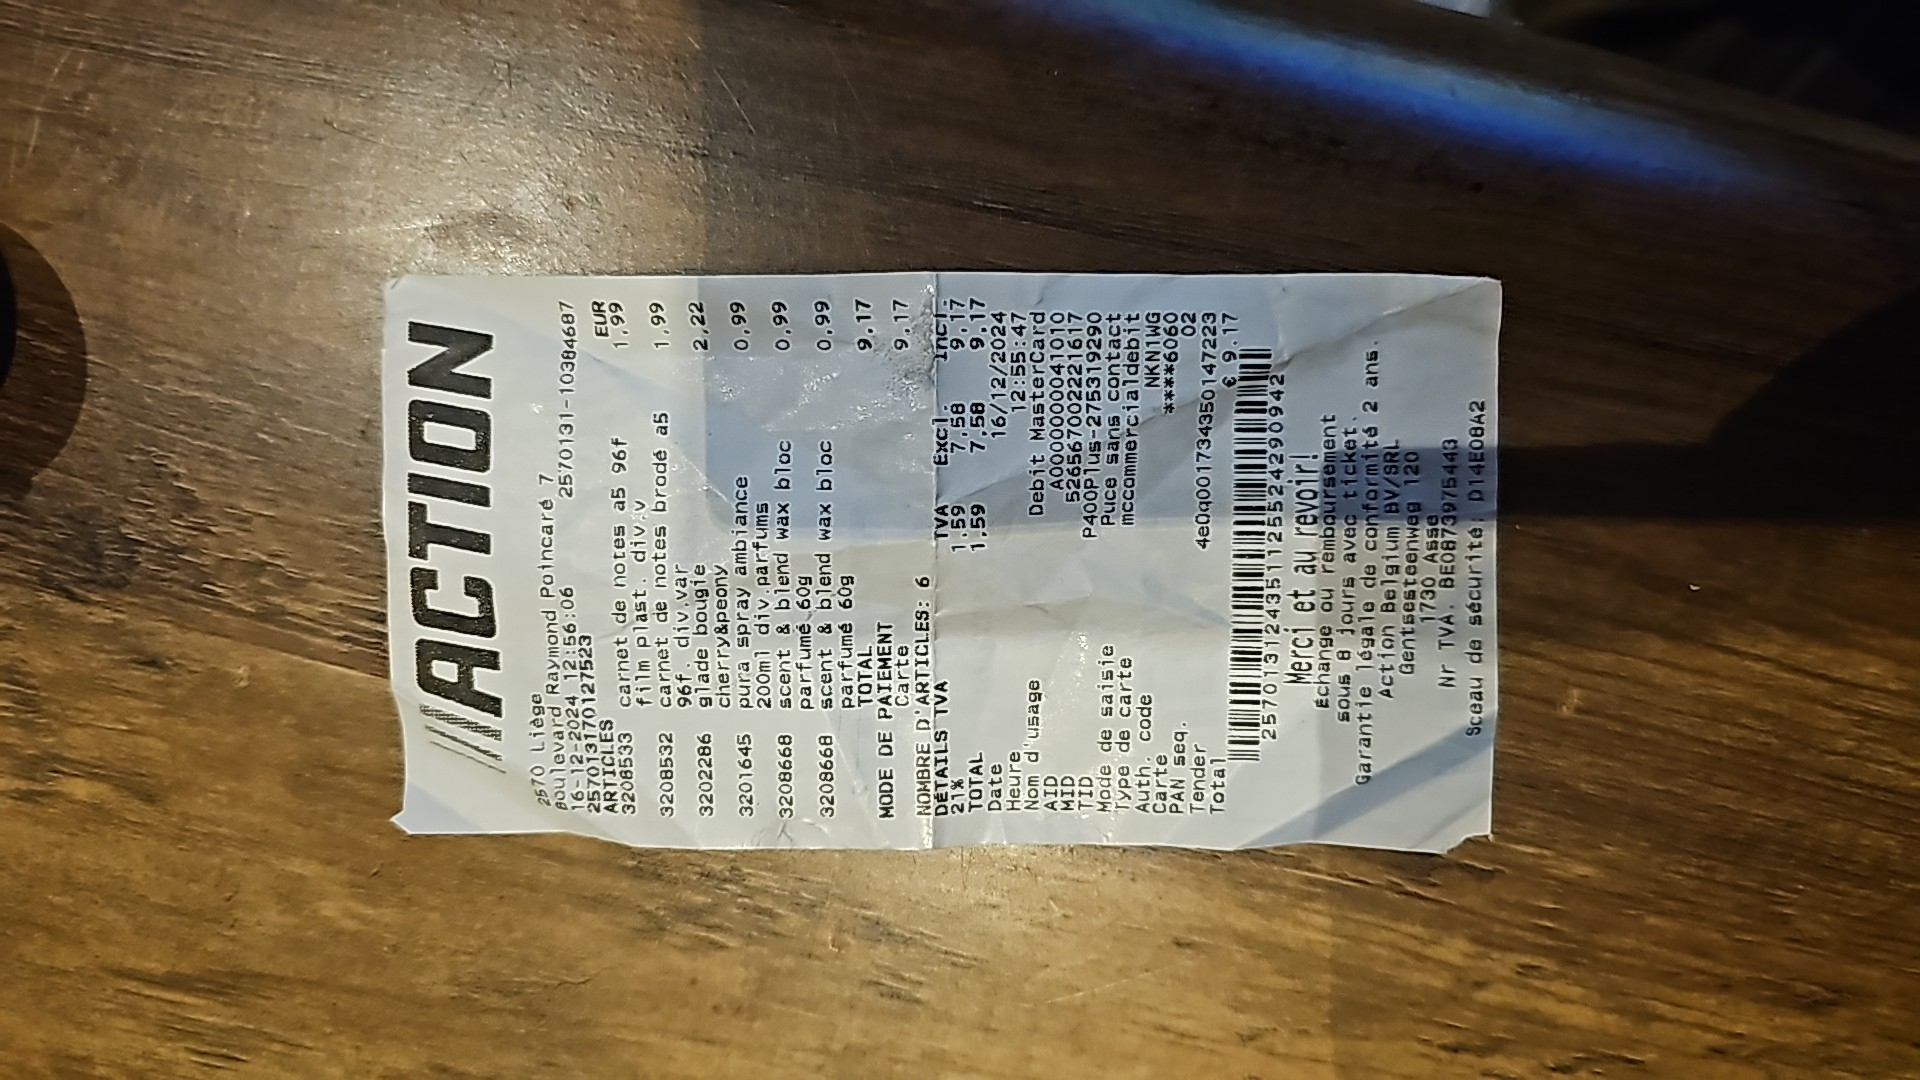 ACTION
2570 Liège
Boulevard Raymond Poincaré 7
16-12-2024 12:56:06 2570131-10384687
2570131701​27523
ARTICLES EUR
3208533 carnet de notes a5 96f 1,99
film plast. div.v
3208532 carnet de notes bradé a5 1,99
96f. div.var
3202286 glade bougie 2,22
cherry&peony
3201645 pura spray ambiance 0,99
200ml div.parfums
3208668 scent & blend wax bloc 0,99
parfumé 60g
3208668 scent & blend wax bloc 0,99
parfumé 60g
TOTAL 9,17
MODE DE PAIEMENT
Carte 9,17
NOMBRE D'ARTICLES: 6
DÉTAILS TVA TVA Excl. Incl.
21% 1,59 7,58 9,17
TOTAL 1,59 7,58 9,17
Date 16/12/2024
Heure 12:55:47
Nom d'usage Debit MasterCard
AID A0000000041010
MID 526567002221617
TID P400Plus-275319290
Mode de saisie Puce sans contact
Type de carte mccommercialdebit
Auth. code NKN1WG
Carte ****6060
PAN seq. 02
Tender 4e0q001734350147223
Total € 9.17
2570131243511255242909​42
Merci et au revoir!
Échange ou remboursement
sous 8 jours avec ticket.
Garantie légale de conformité 2 ans.
Action Belgium BV/SRL
Gentsesteenweg 120
1730 Asse
Nr TVA. BE0873975443
Sceau de sécurité: D14E08A2